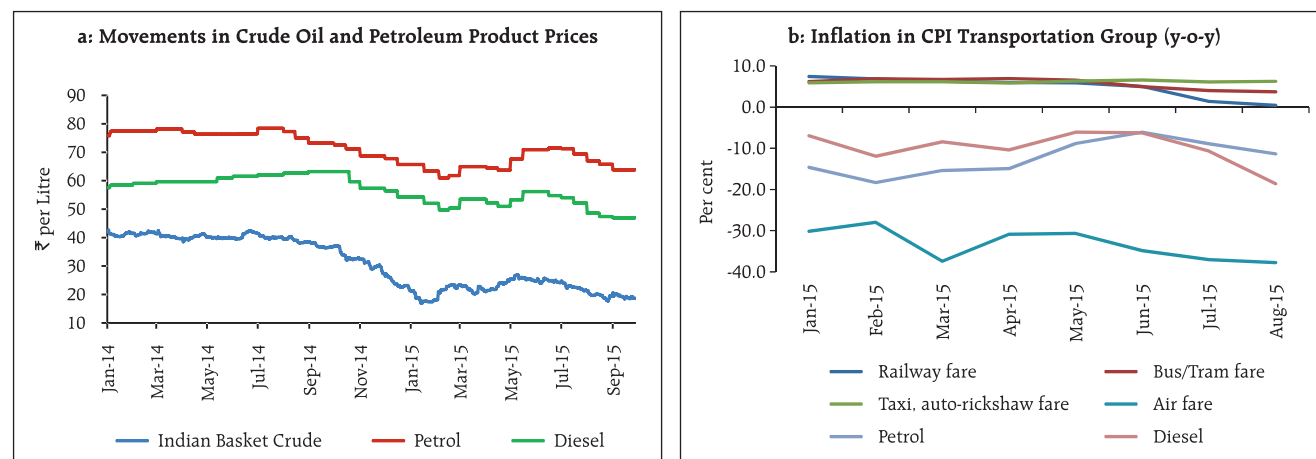 a: Movements in Crude Oil and Petroleum Product Prices
₹ per Litre
90
80
70
60
50
40
30
20
10
Jan-14
Mar-14
May-14
Jul-14
Sep-14
Nov-14
Jan-15
Mar-15
May-15
Jul-15
Sep-15
Indian Basket Crude
Petrol
Diesel
b: Inflation in CPI Transportation Group (y-o-y)
Per cent
10.0
0.0
-10.0
-20.0
-30.0
-40.0
Jan-15
Feb-15
Mar-15
Apr-15
May-15
Jun-15
Jul-15
Aug-15
Railway fare
Bus/Tram fare
Taxi, auto-rickshaw fare
Air fare
Petrol
Diesel